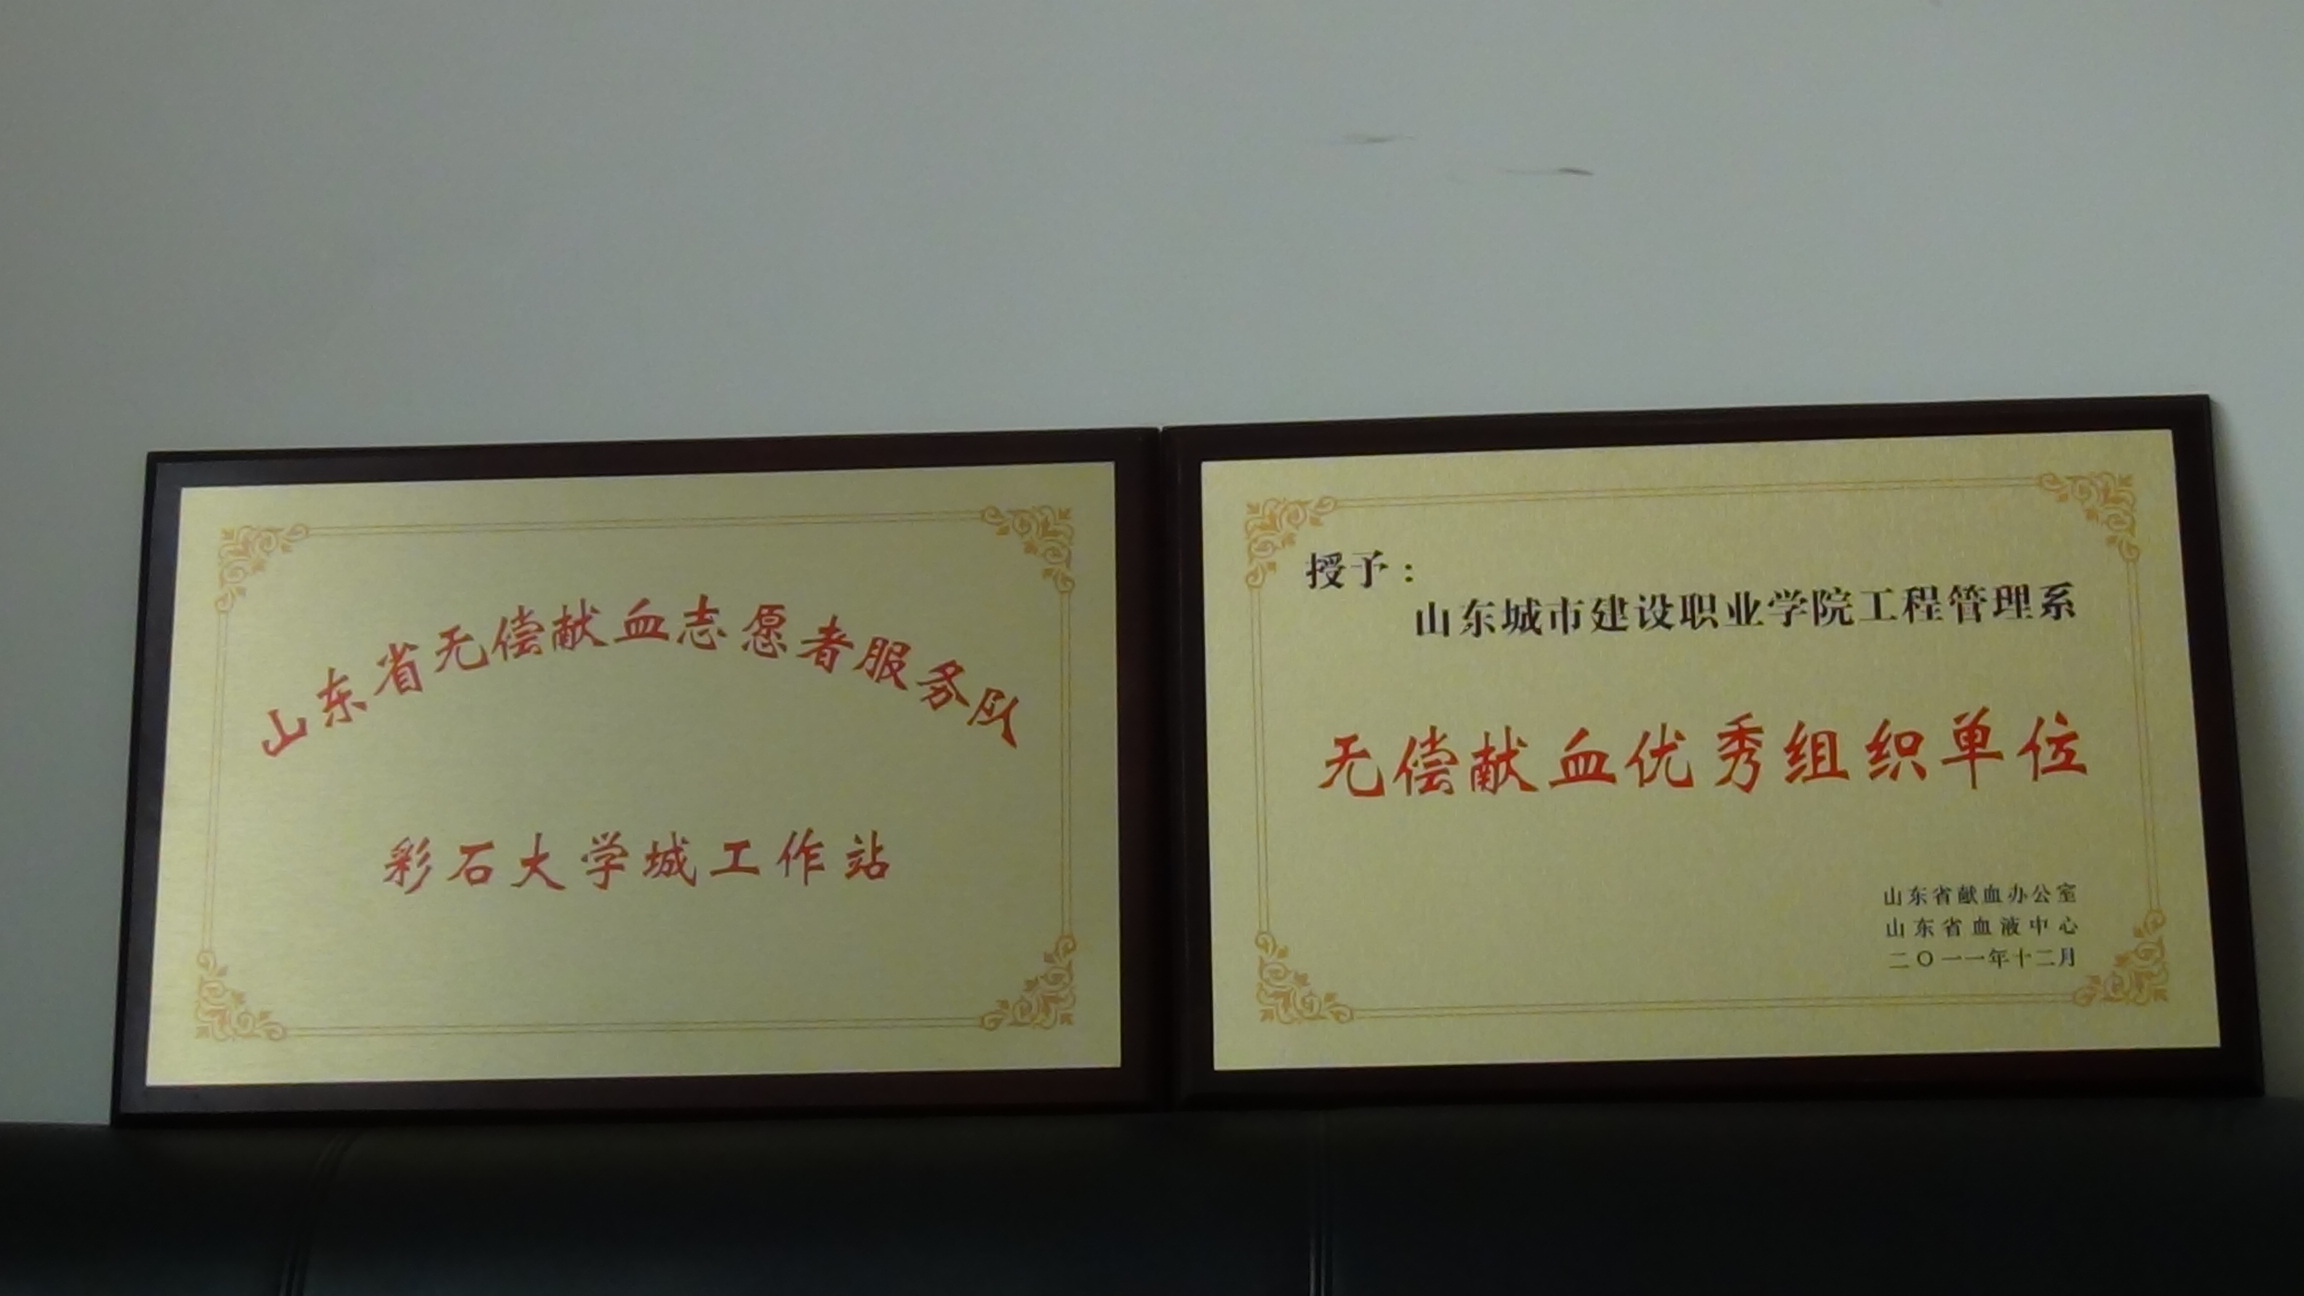 山东省无偿献血志愿者服务队
彩石大学城工作站
授予：
山东城市建设职业学院工程管理系
无偿献血优秀组织单位
山东省献血办公室
山东省血液中心
二〇一一年十二月